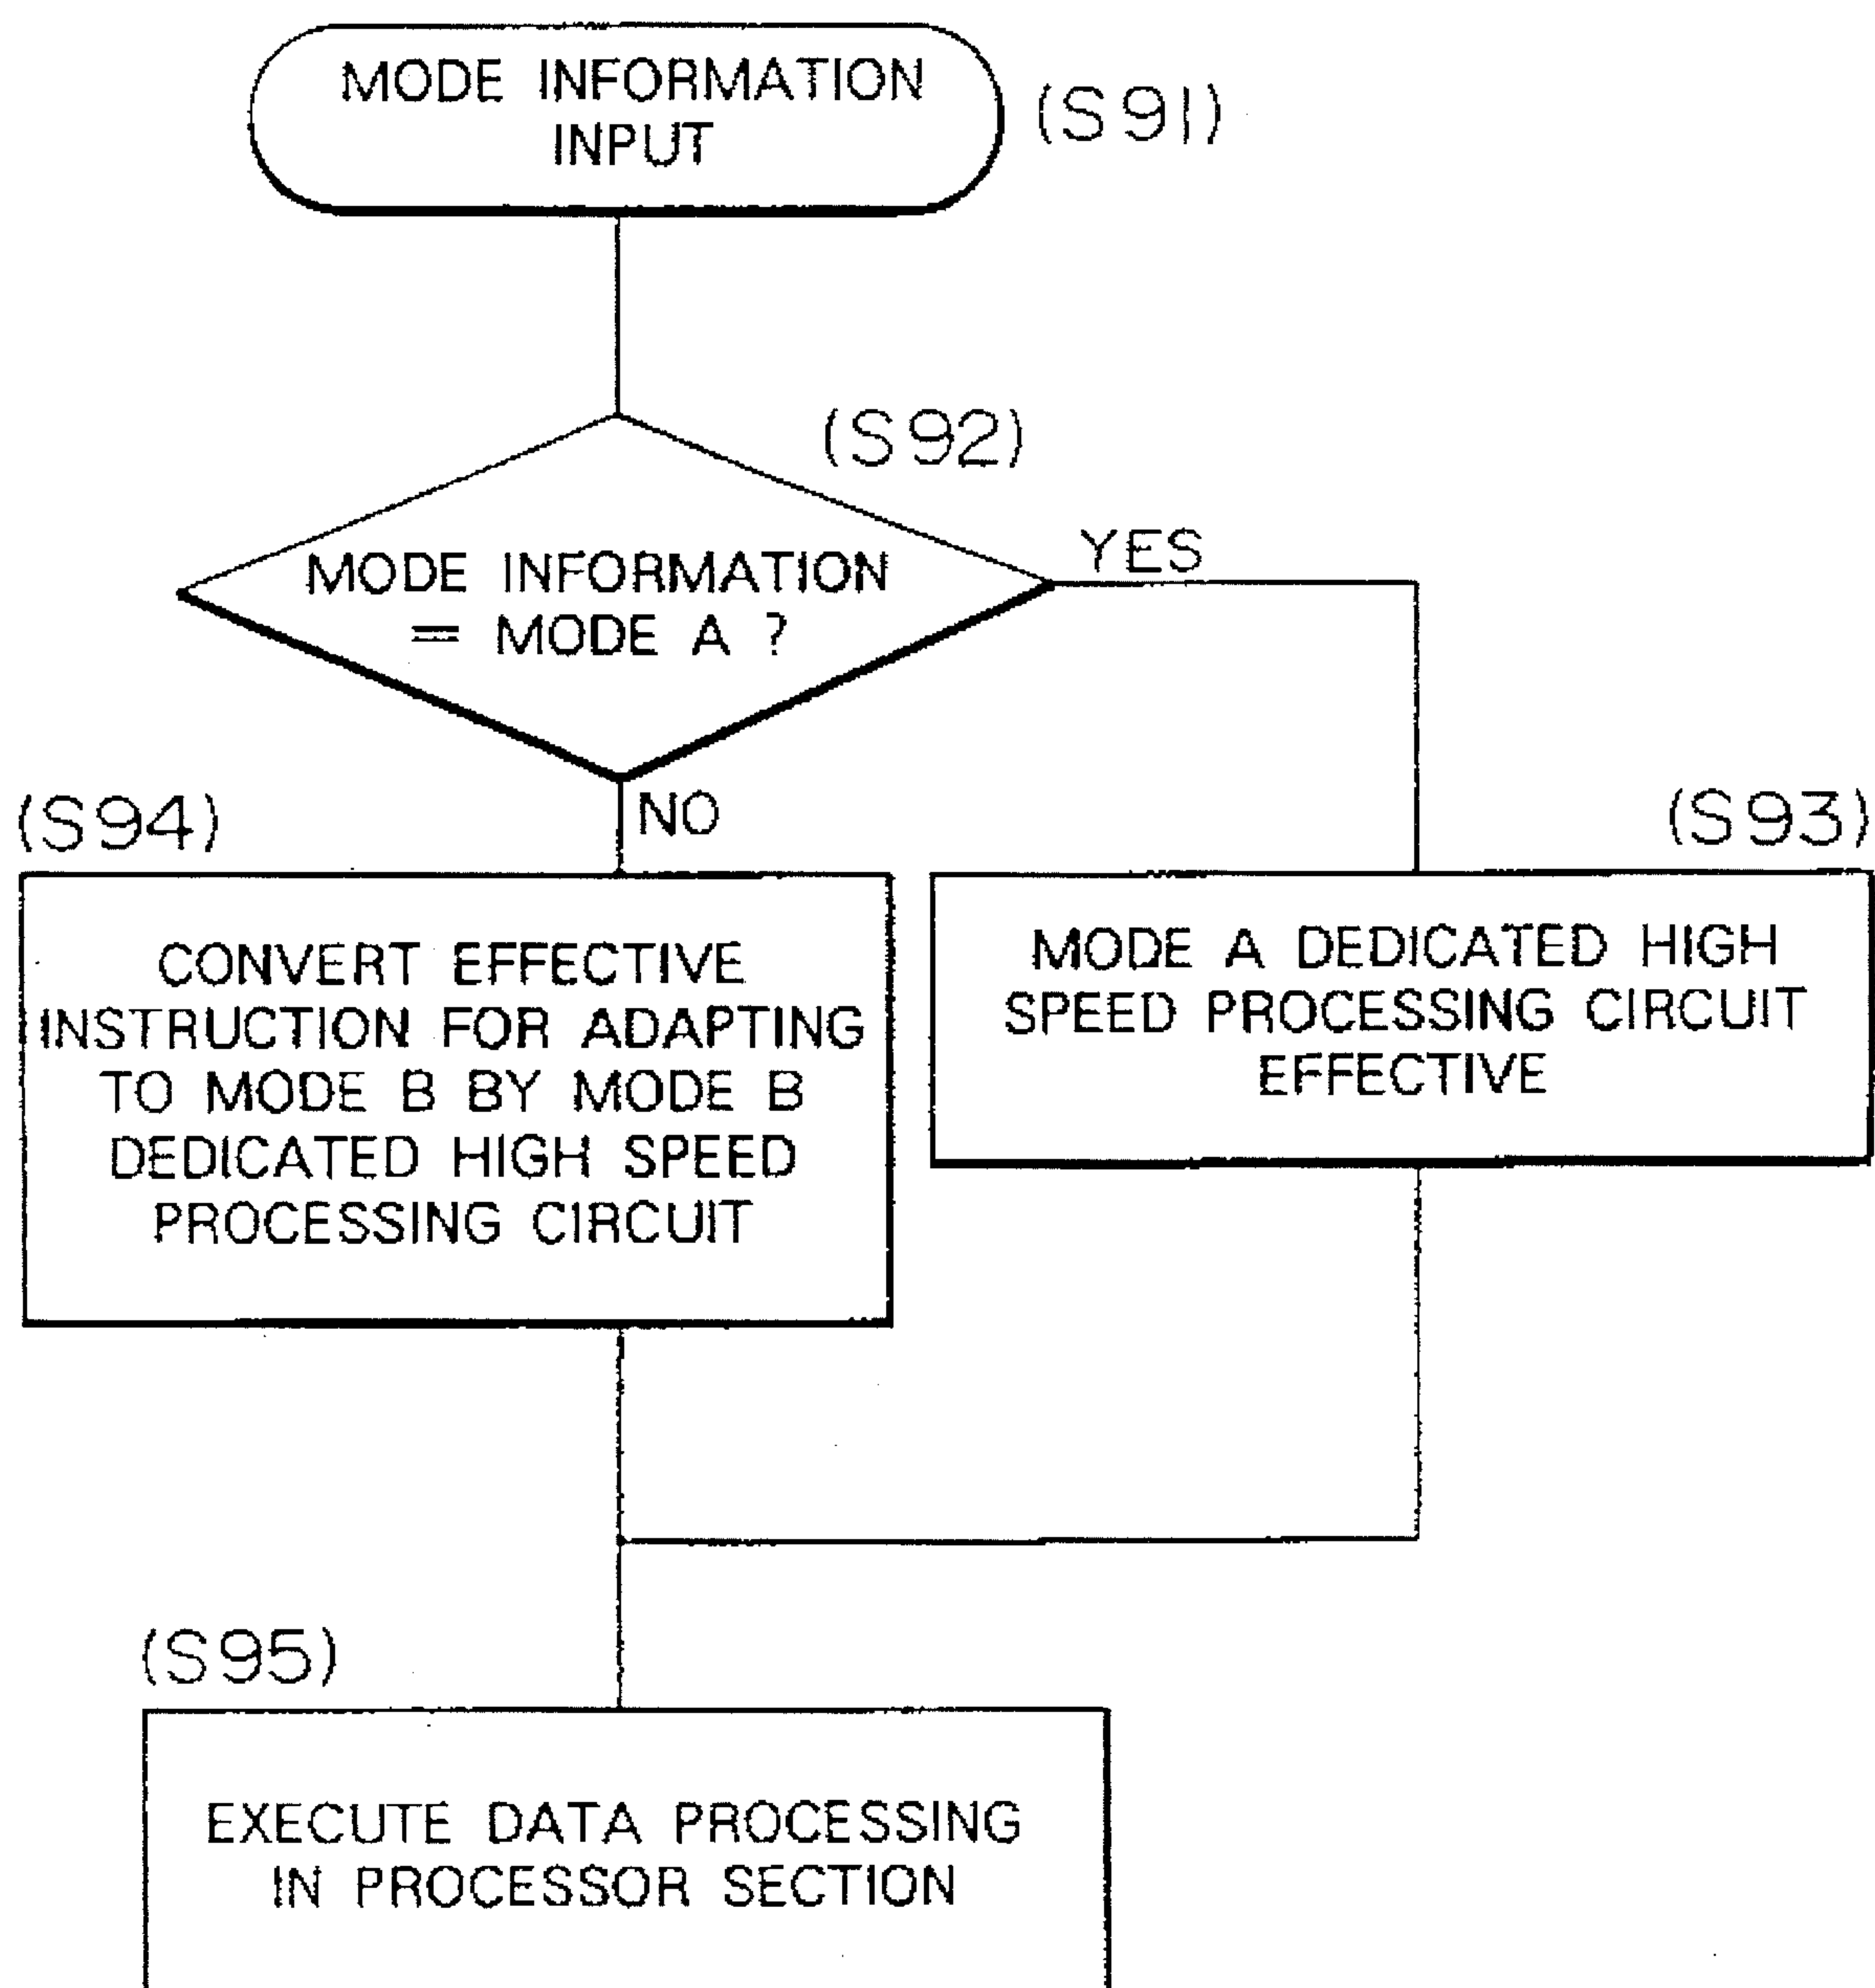 MODE INFORMATION
INPUT
(S91)
(S92)
MODE INFORMATION
= MODE A ?
YES
NO
(S94)
CONVERT EFFECTIVE
INSTRUCTION FOR ADAPTING
TO MODE B BY MODE B
DEDICATED HIGH SPEED
PROCESSING CIRCUIT
(S93)
MODE A DEDICATED HIGH
SPEED PROCESSING CIRCUIT
EFFECTIVE
(S95)
EXECUTE DATA PROCESSING
IN PROCESSOR SECTION